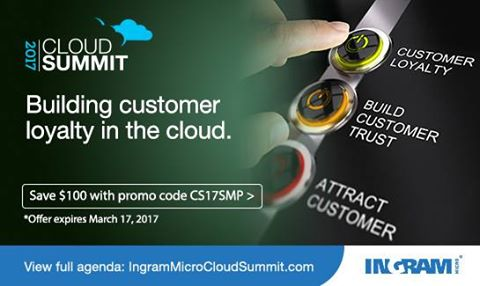 2017
CLOUD
SUMMIT
Building customer
loyalty in the cloud.
Save $100 with promo code CS17SMP >
*Offer expires March 17, 2017
CUSTOMER
LOYALTY
BUILD
CUSTOMER
TRUST
ATTRACT
CUSTOMER
View full agenda: IngramMicroCloudSummit.com
INGRAM
MICRO